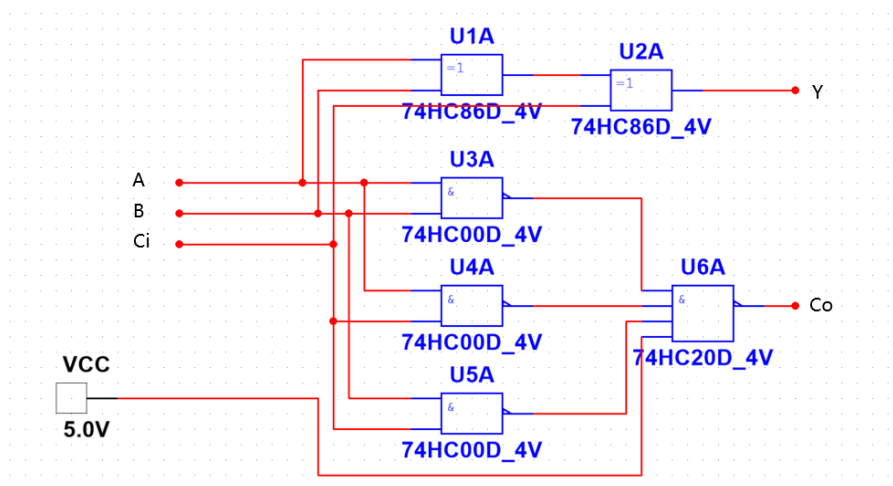 U1A
=1
74HC86D_4V
U2A
=1
74HC86D_4V
Y
A
B
Ci
U3A
&
74HC00D_4V
U4A
&
74HC00D_4V
U6A
&
74HC20D_4V
Co
VCC
5.0V
U5A
&
74HC00D_4V